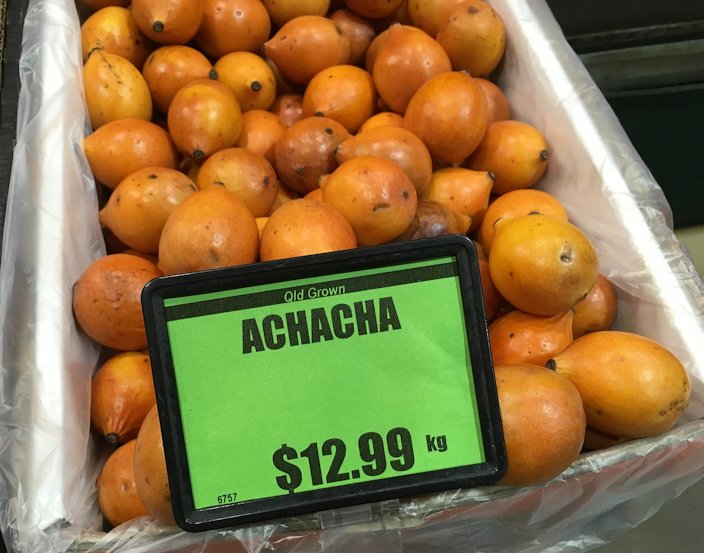 Qld Grown
ACHACHA
$12.99 kg
6757